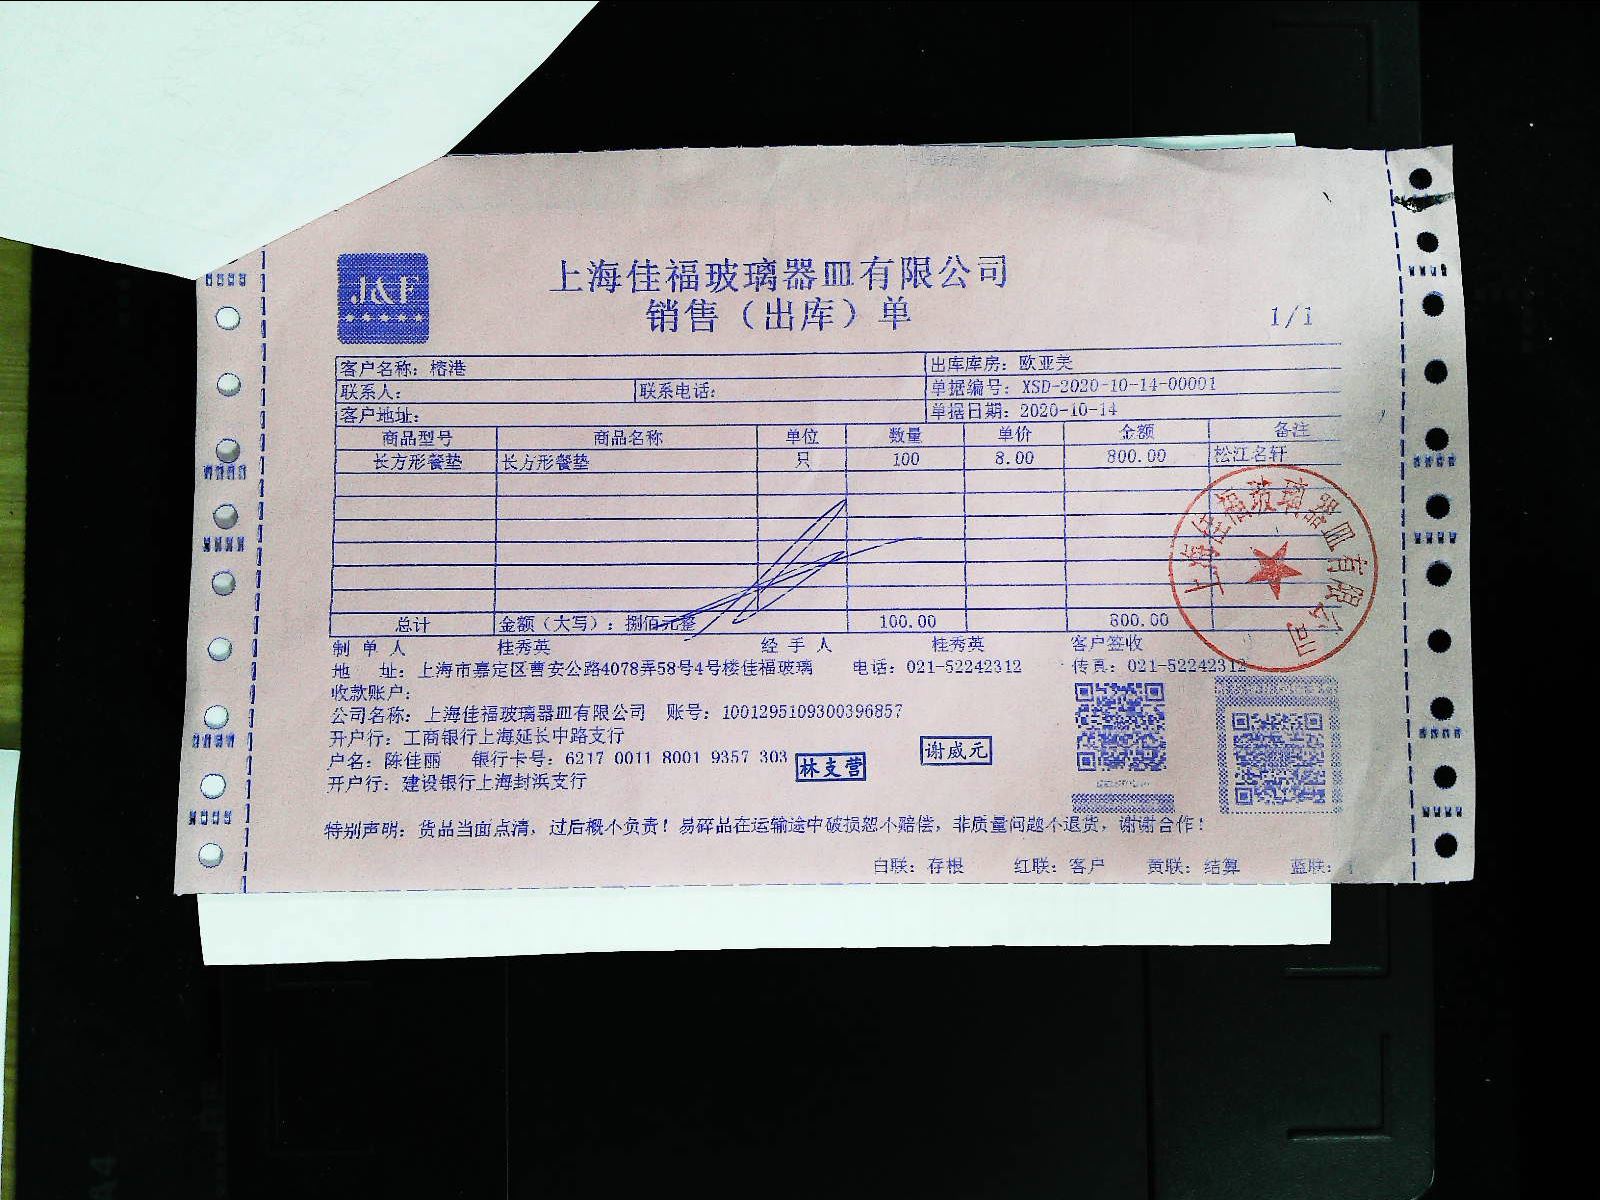 J&F
上海佳福玻璃器皿有限公司
销售（出库）单
1/1
客户名称：榕港 出库库房：欧亚美
联系人： 联系电话： 单据编号：XSD-2020-10-14-00001
客户地址： 单据日期：2020-10-14
商品型号 商品名称 单位 数量 单价 金额 备注
长方形餐垫 长方形餐垫 只 100 8.00 800.00 松江名轩
总计 金额（大写）：捌佰元整 100.00 800.00
制单人 桂秀英 经手人 桂秀英 客户签收
地 址：上海市嘉定区曹安公路4078弄58号4号楼佳福玻璃 电话：021-52242312 传真：021-52242312
收款账户：
公司名称：上海佳福玻璃器皿有限公司 账号：1001295109300396857
开户行：工商银行上海延长中路支行
户名：陈佳丽 银行卡号：6217 0011 8001 9357 303
林支营
谢威元
开户行：建设银行上海封浜支行
特别声明：货品当面点清，过后概不负责！易碎品在运输途中破损恕不赔偿，非质量问题不退货，谢谢合作！
白联：存根 红联：客户 黄联：结算 蓝联：
上海佳福玻璃器皿有限公司
A4